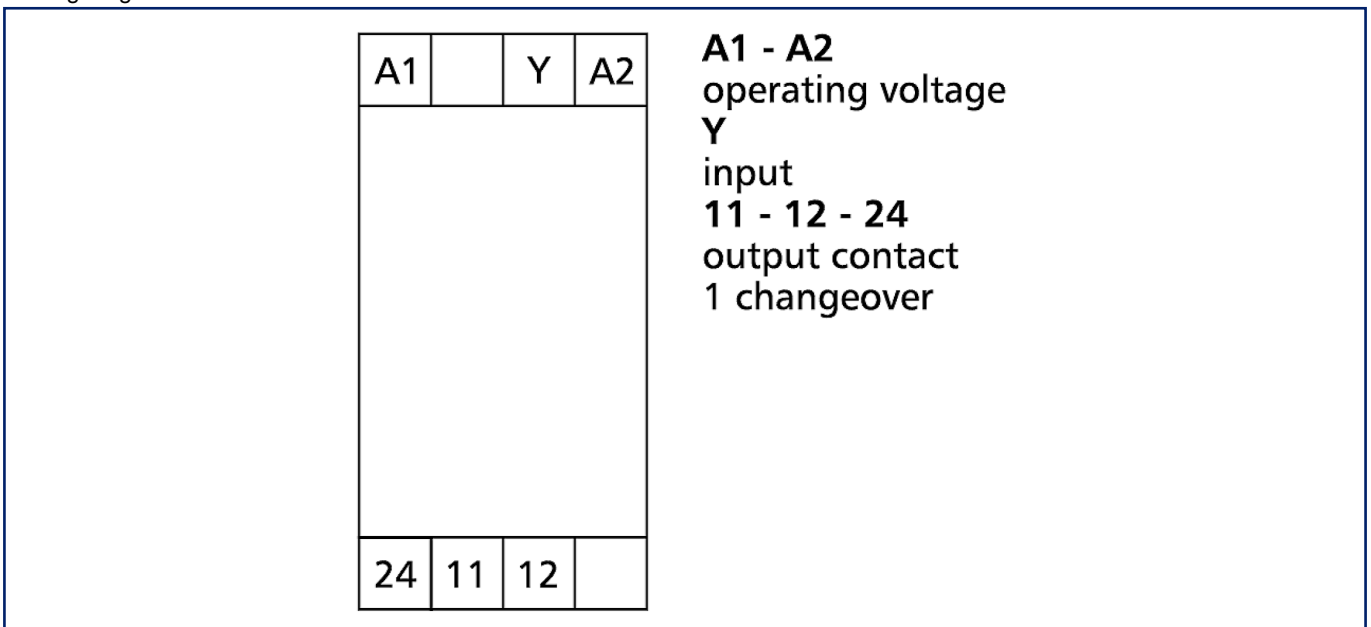 A1 Y A2
A1 - A2
operating voltage
Y
input
11 - 12 - 24
output contact
1 changeover
24 11 12